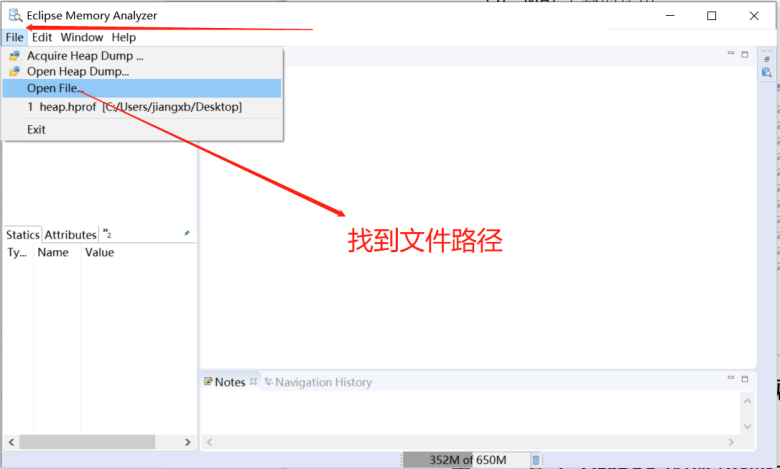 Eclipse Memory Analyzer
File Edit Window Help
Acquire Heap Dump ...
Open Heap Dump...
Open File...
1 heap.hprof [C:/Users/jiangxb/Desktop]
Exit
找到文件路径
Statics Attributes »2
Ty... Name Value
Notes Navigation History
352M of 650M